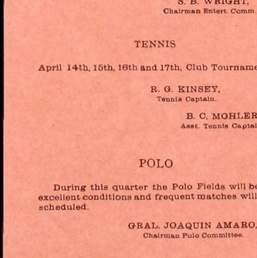 S. B. WRIGHT,
Chairman Entert. Comm.
TENNIS
April 14th, 15th, 16th and 17th, Club Tourname
R. G. KINSEY,
Tennis Captain.
B. C. MOHLER
Asst. Tennis Captai
POLO
During this quarter the Polo Fields will be
excellent conditions and frequent matches will
scheduled.
GRAL. JOAQUIN AMARO,
Chairman Polo Committee.